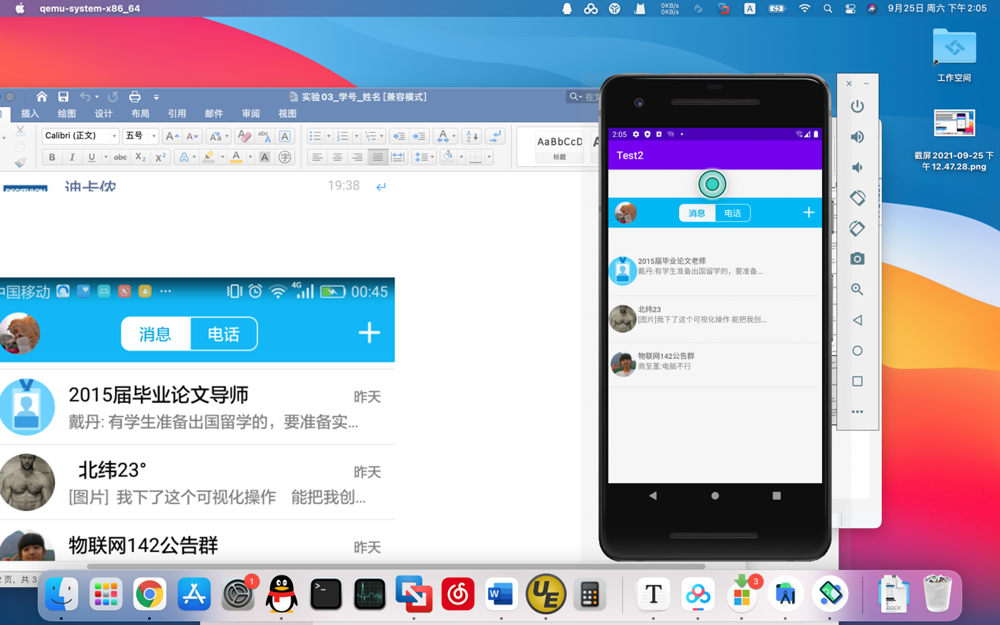 qemu-system-x86_64
0KB/s
0KB/s
A
9月25日 周六 下午2:05
工作空间
截屏2021-09-25 下
午12.47.28.png
实验03_学号_姓名 [兼容模式]
插入 绘图 设计 布局 引用 邮件 审阅 视图
Calibri (正文) 五号
AaBbCcD
标题
迪卡侬 19:38
中国移动 4G 00:45
消息 电话
2015届毕业论文导师 昨天
戴丹: 有学生准备出国留学的，要准备实...
北纬23° 昨天
[图片] 我下了这个可视化操作 能把我创...
物联网142公告群 昨天
2:05
Test2
消息 电话
2015届毕业论文老师
戴丹:有学生准备出国留学的，要准备...
北纬23
[图片]我下了这个可视化操作 能把我创...
物联网142公告群
商至堇:电脑不行
页，共 3
1
W
UE
T
3
DOCX